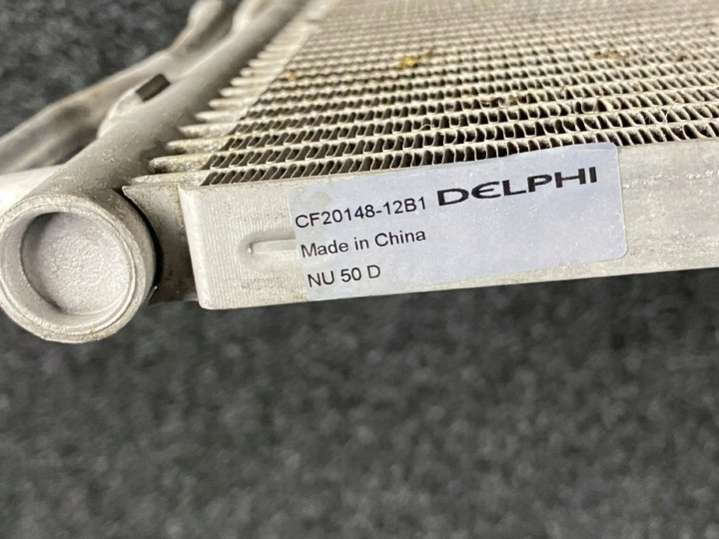 CF20148-12B1 DELPHI
Made in China
NU 50 D